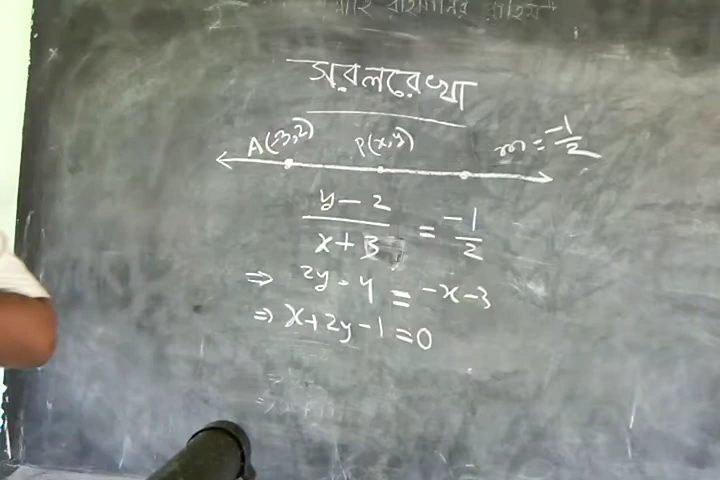 সরলরেখা
A(-3,2) P(x,y) m = -1/2
(y - 2)/(x + 3) = -1/2
⇒ 2y - 4 = -x - 3
⇒ x + 2y - 1 = 0